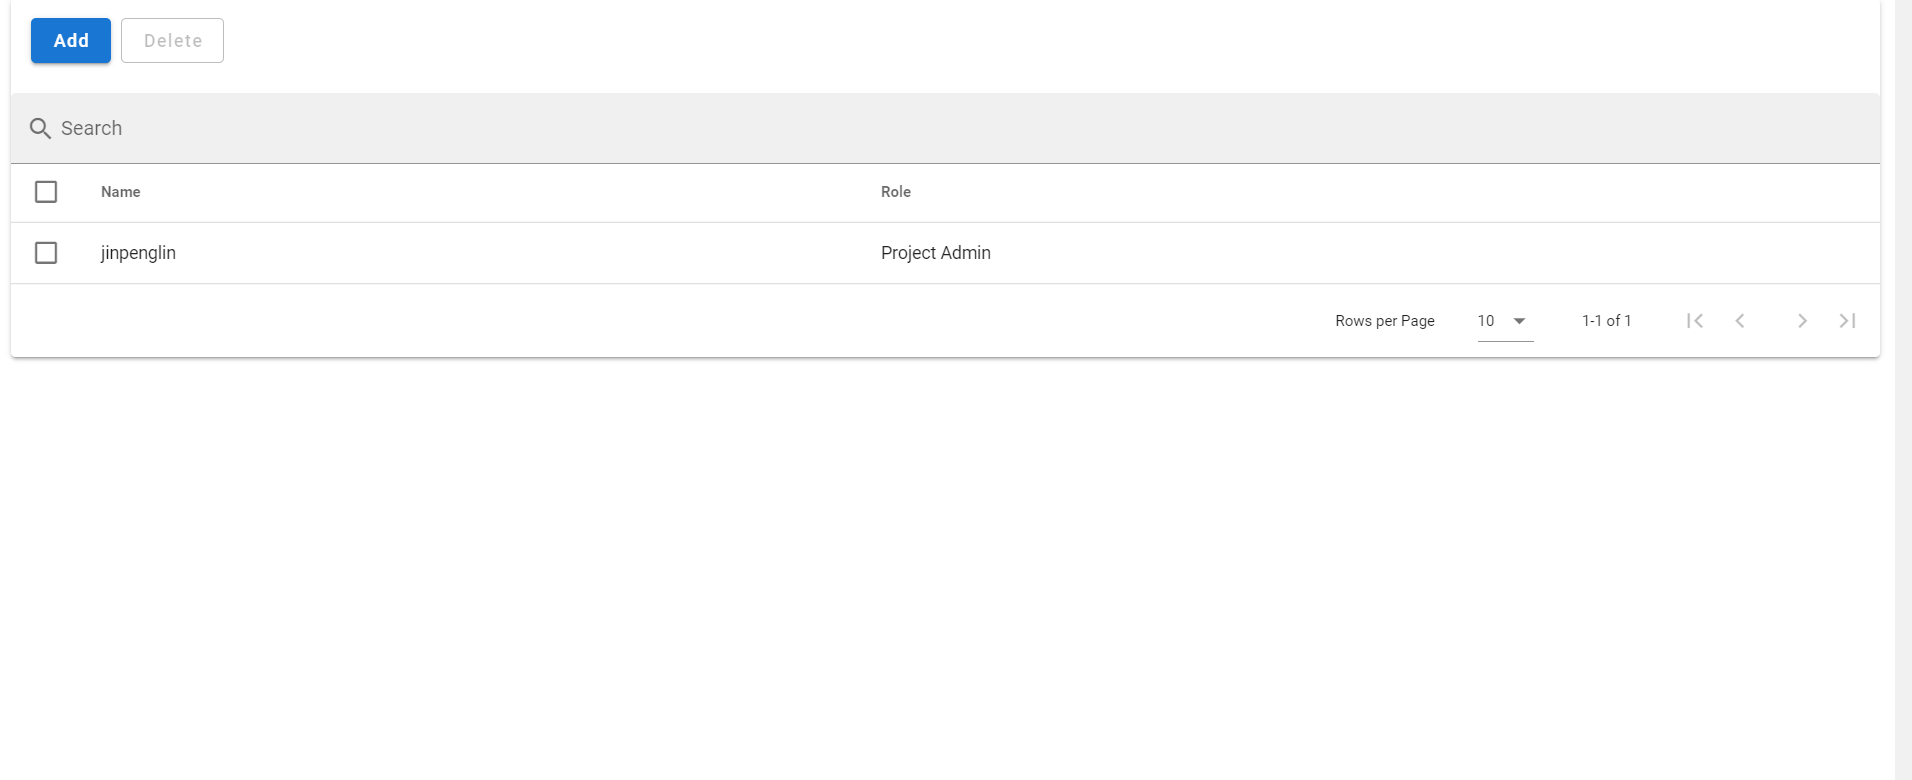 Add Delete
Search
Name Role
jinpenglin Project Admin
Rows per Page 10 1-1 of 1